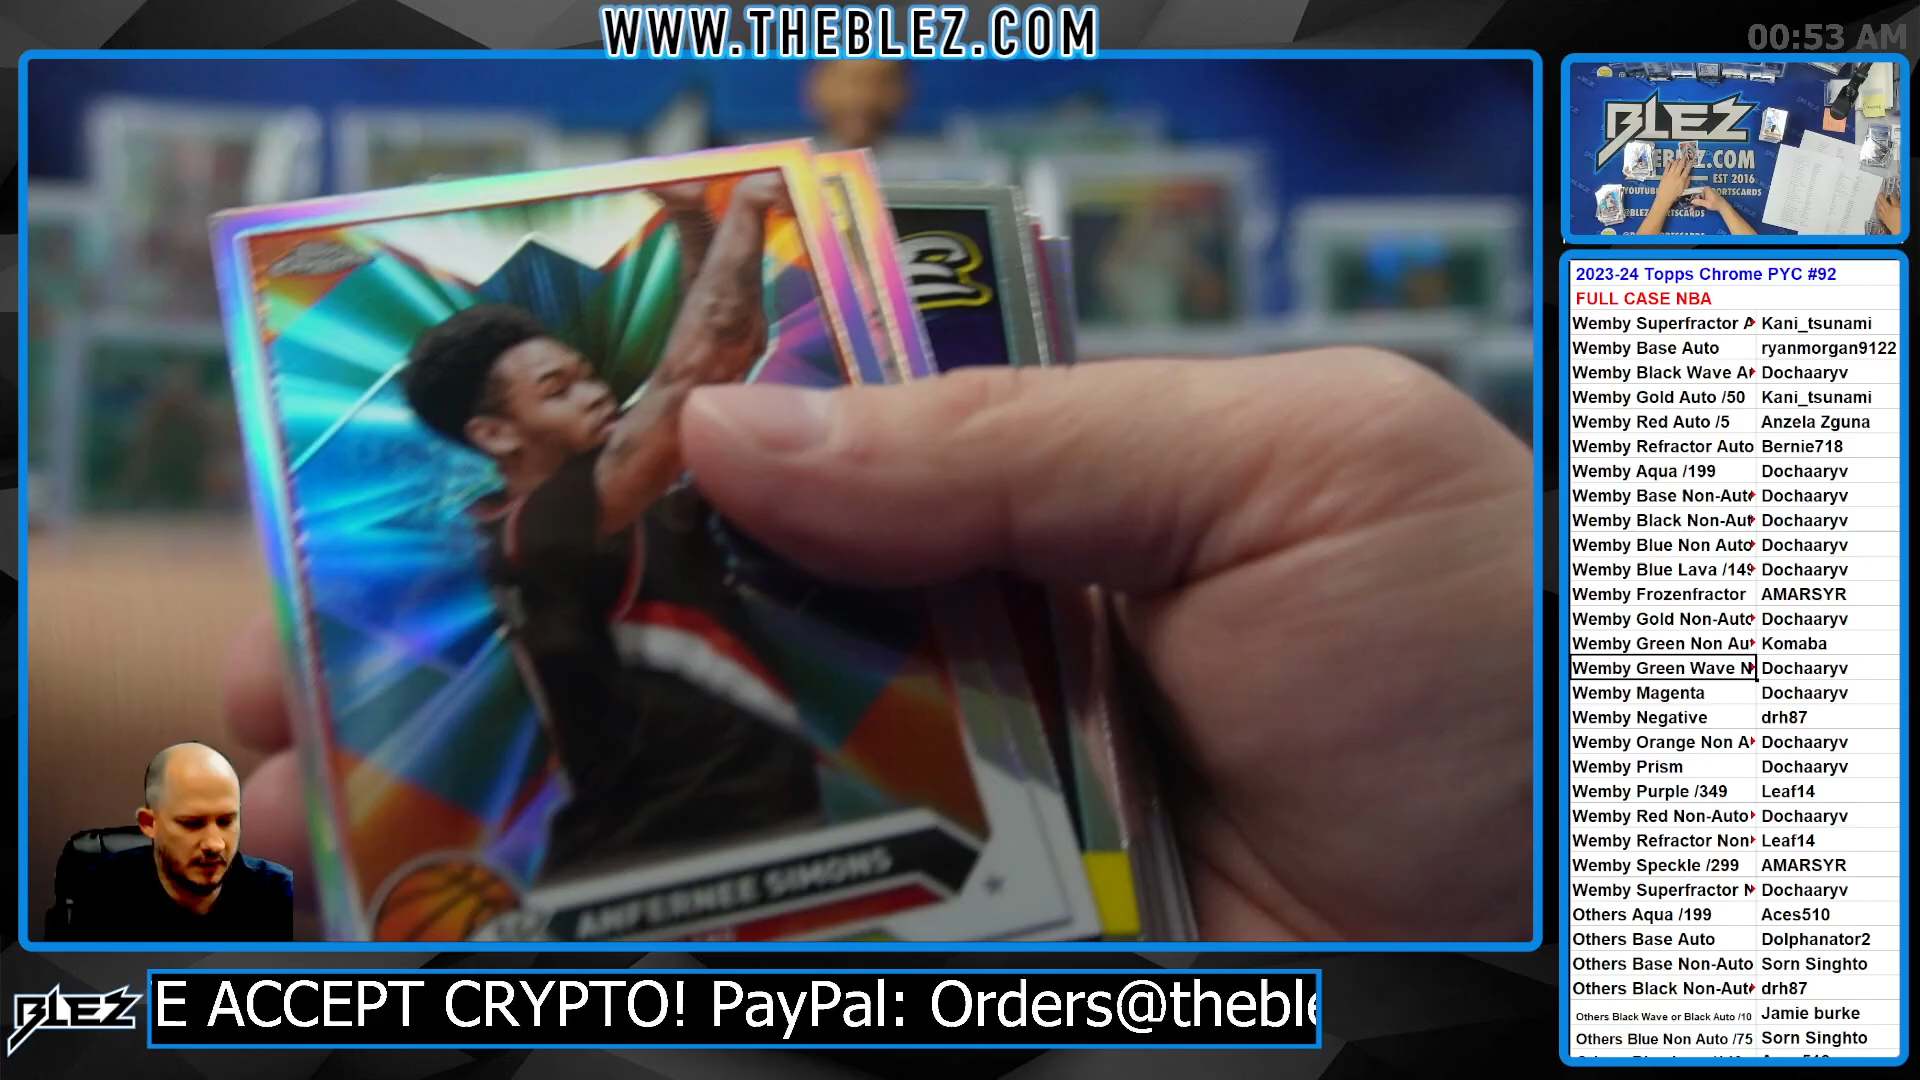 WWW.THEBLEZ.COM
00:53 AM
BLEZ
EST 2016
2023-24 Topps Chrome PYC #92
FULL CASE NBA
Wemby Superfractor A Kani_tsunami
Wemby Base Auto ryanmorgan9122
Wemby Black Wave A Dochaaryv
Wemby Gold Auto /50 Kani_tsunami
Wemby Red Auto /5 Anzela Zguna
Wemby Refractor Auto Bernie718
Wemby Aqua /199 Dochaaryv
Wemby Base Non-Auto Dochaaryv
Wemby Black Non-Aut Dochaaryv
Wemby Blue Non Auto Dochaaryv
Wemby Blue Lava /149 Dochaaryv
Wemby Frozenfractor AMARSYR
Wemby Gold Non-Auto Dochaaryv
Wemby Green Non Au Komaba
Wemby Green Wave N Dochaaryv
Wemby Magenta Dochaaryv
Wemby Negative drh87
Wemby Orange Non A Dochaaryv
Wemby Prism Dochaaryv
Wemby Purple /349 Leaf14
Wemby Red Non-Auto Dochaaryv
Wemby Refractor Non Leaf14
Wemby Speckle /299 AMARSYR
Wemby Superfractor N Dochaaryv
Others Aqua /199 Aces510
Others Base Auto Dolphanator2
Others Base Non-Auto Sorn Singhto
Others Black Non-Aut drh87
Others Black Wave or Black Auto /10 Jamie burke
Others Blue Non Auto /75 Sorn Singhto
ANFERNEE SIMONS
BLEZ
E ACCEPT CRYPTO! PayPal: Orders@theble